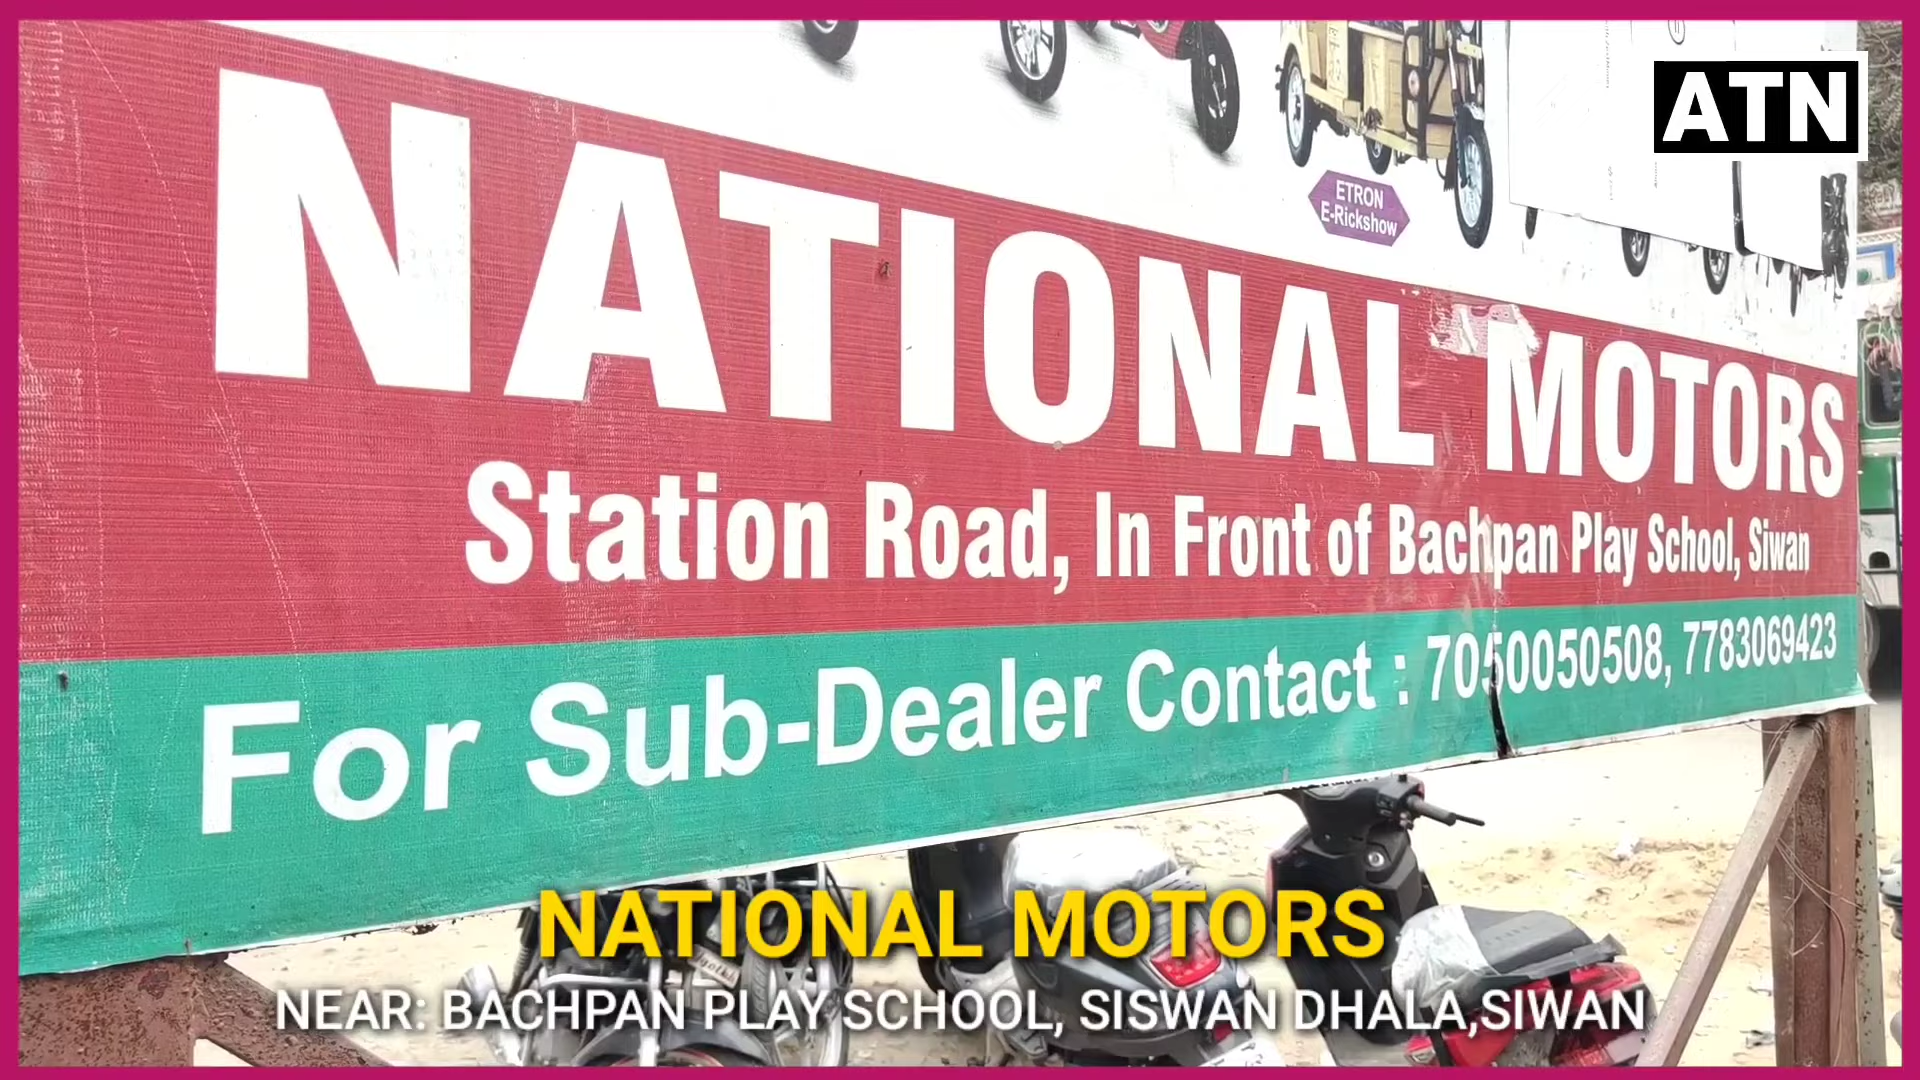 ATN
ETRON
E-Rickshow
NATIONAL MOTORS
Station Road, In Front of Bachpan Play School, Siwan
For Sub-Dealer Contact : 7050050508, 7783069423
NATIONAL MOTORS
NEAR: BACHPAN PLAY SCHOOL, SISWAN DHALA,SIWAN